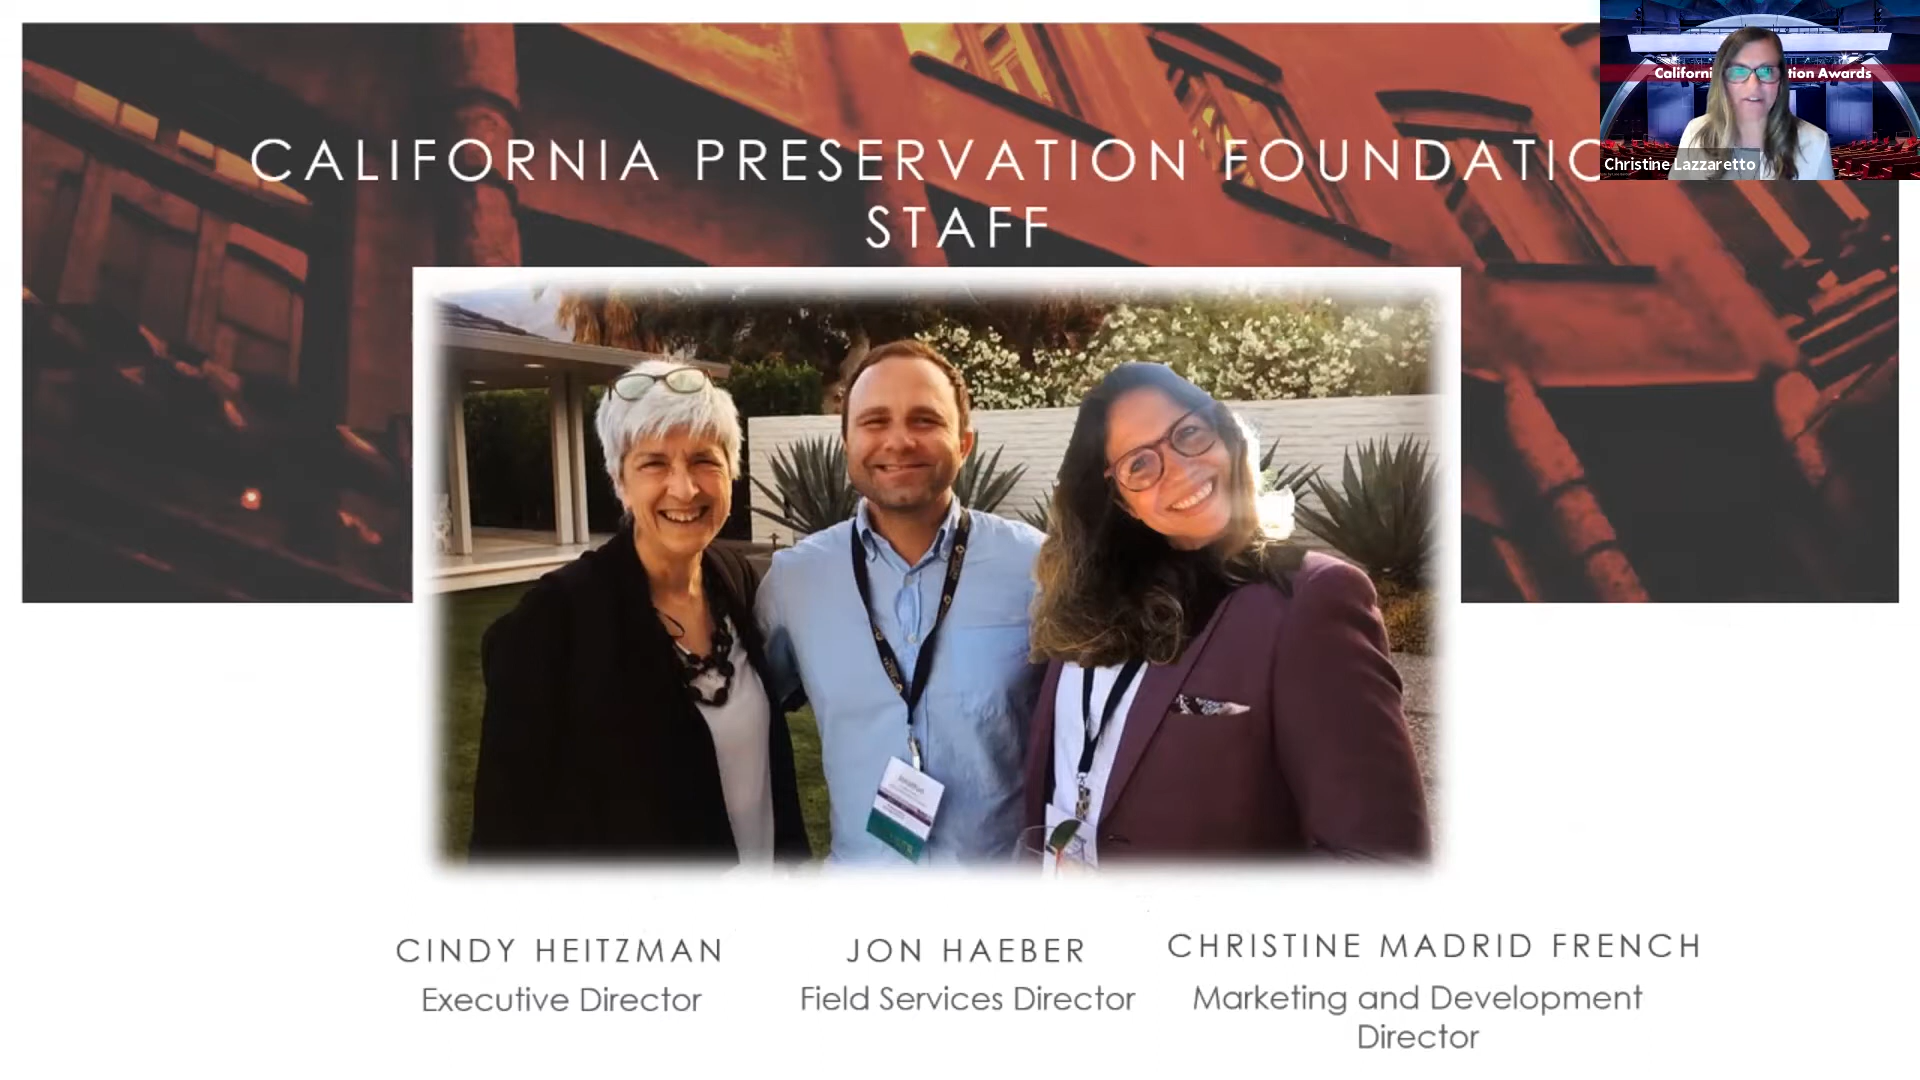 CALIFORNIA PRESERVATION FOUNDATIO
STAFF
Californi tion Awards
Christine Lazzaretto
CINDY HEITZMAN
Executive Director
JON HAEBER
Field Services Director
CHRISTINE MADRID FRENCH
Marketing and Development
Director